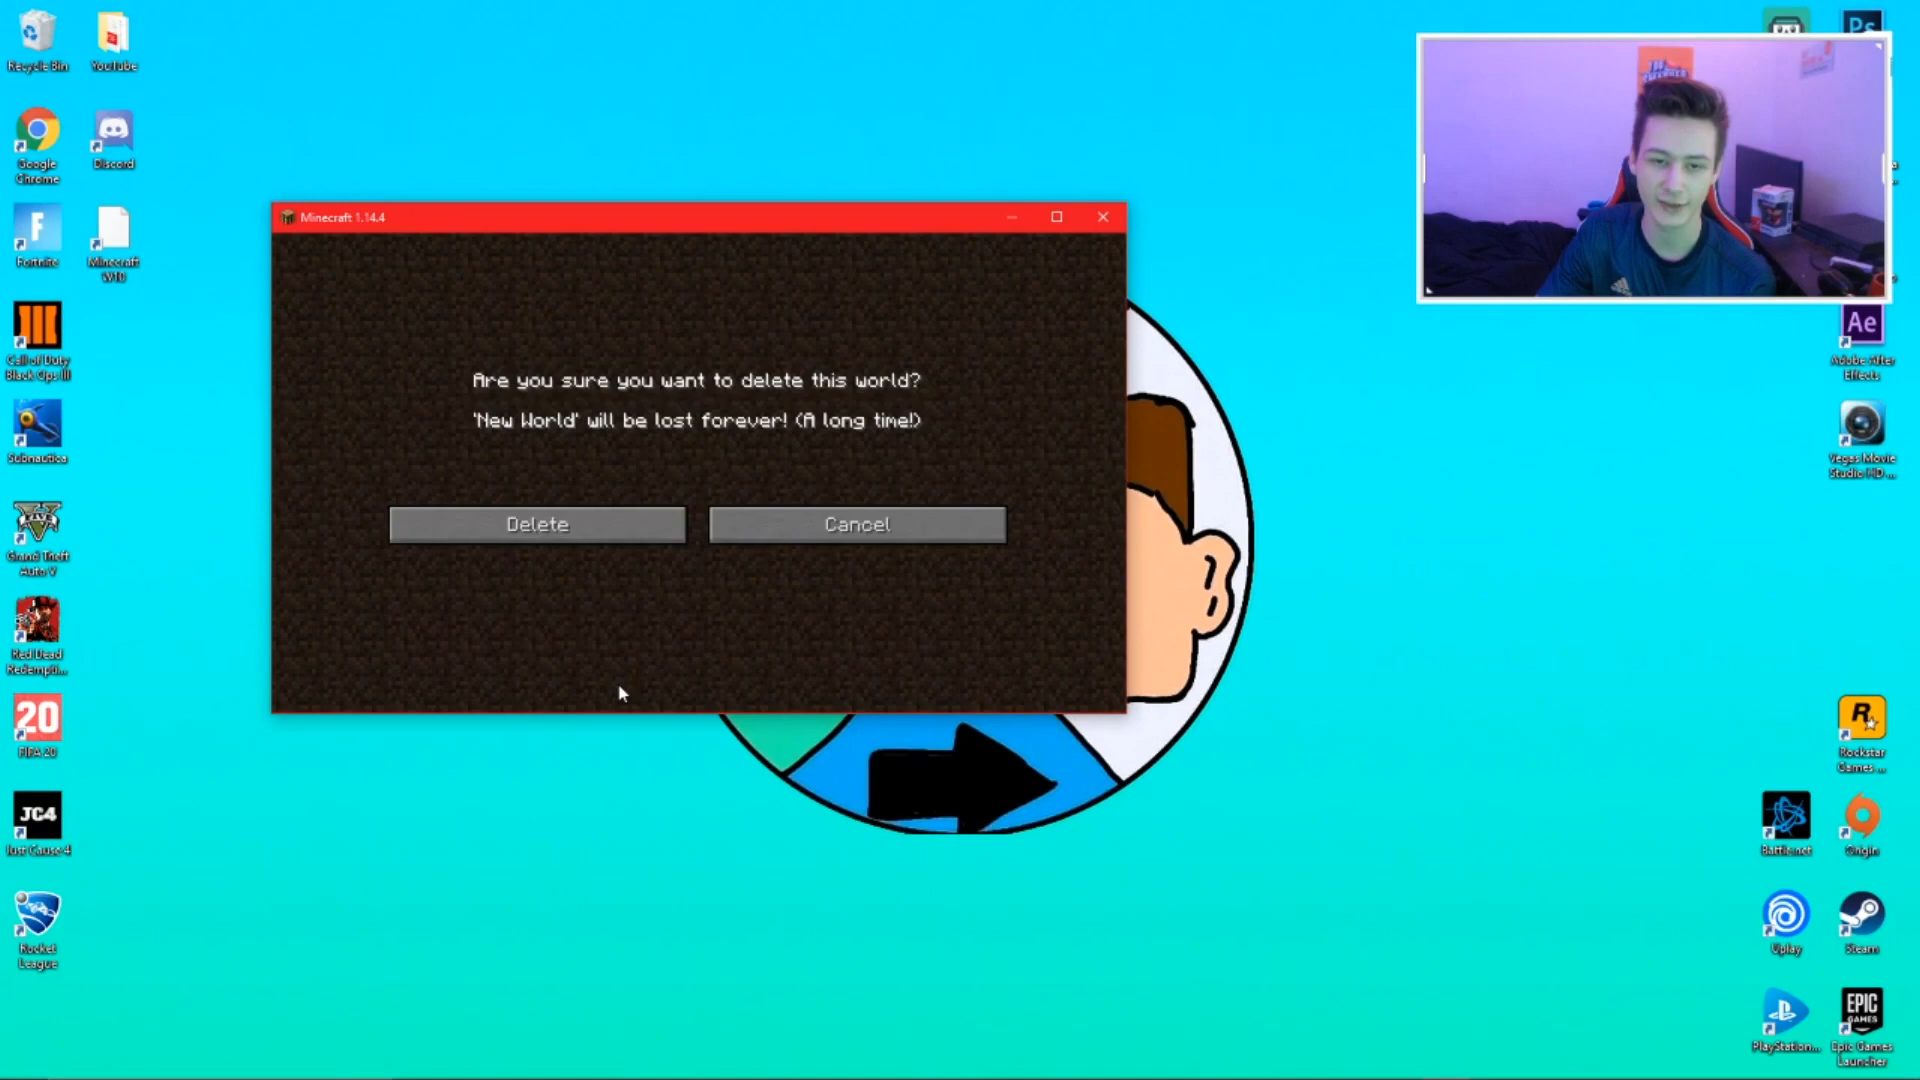 Recycle Bin
YouTube
Ps
Google
Chrome
Discord
Minecraft 1.14.4
Fortnite
Minecraft
W10
Call of Duty
Black Ops III
Are you sure you want to delete this world?
'New World' will be lost forever! (A long time!)
Delete
Cancel
Ae
Adobe After
Effects
Subnautica
Vegas Movie
Studio HD ...
Grand Theft
Auto V
Red Dead
Redempti...
20
FIFA 20
JC4
Just Cause 4
Rocket
League
Rockstar
Games ...
Battle.net
Origin
Uplay
Steam
PlayStation...
EPIC
GAMES
Epic Games
Launcher